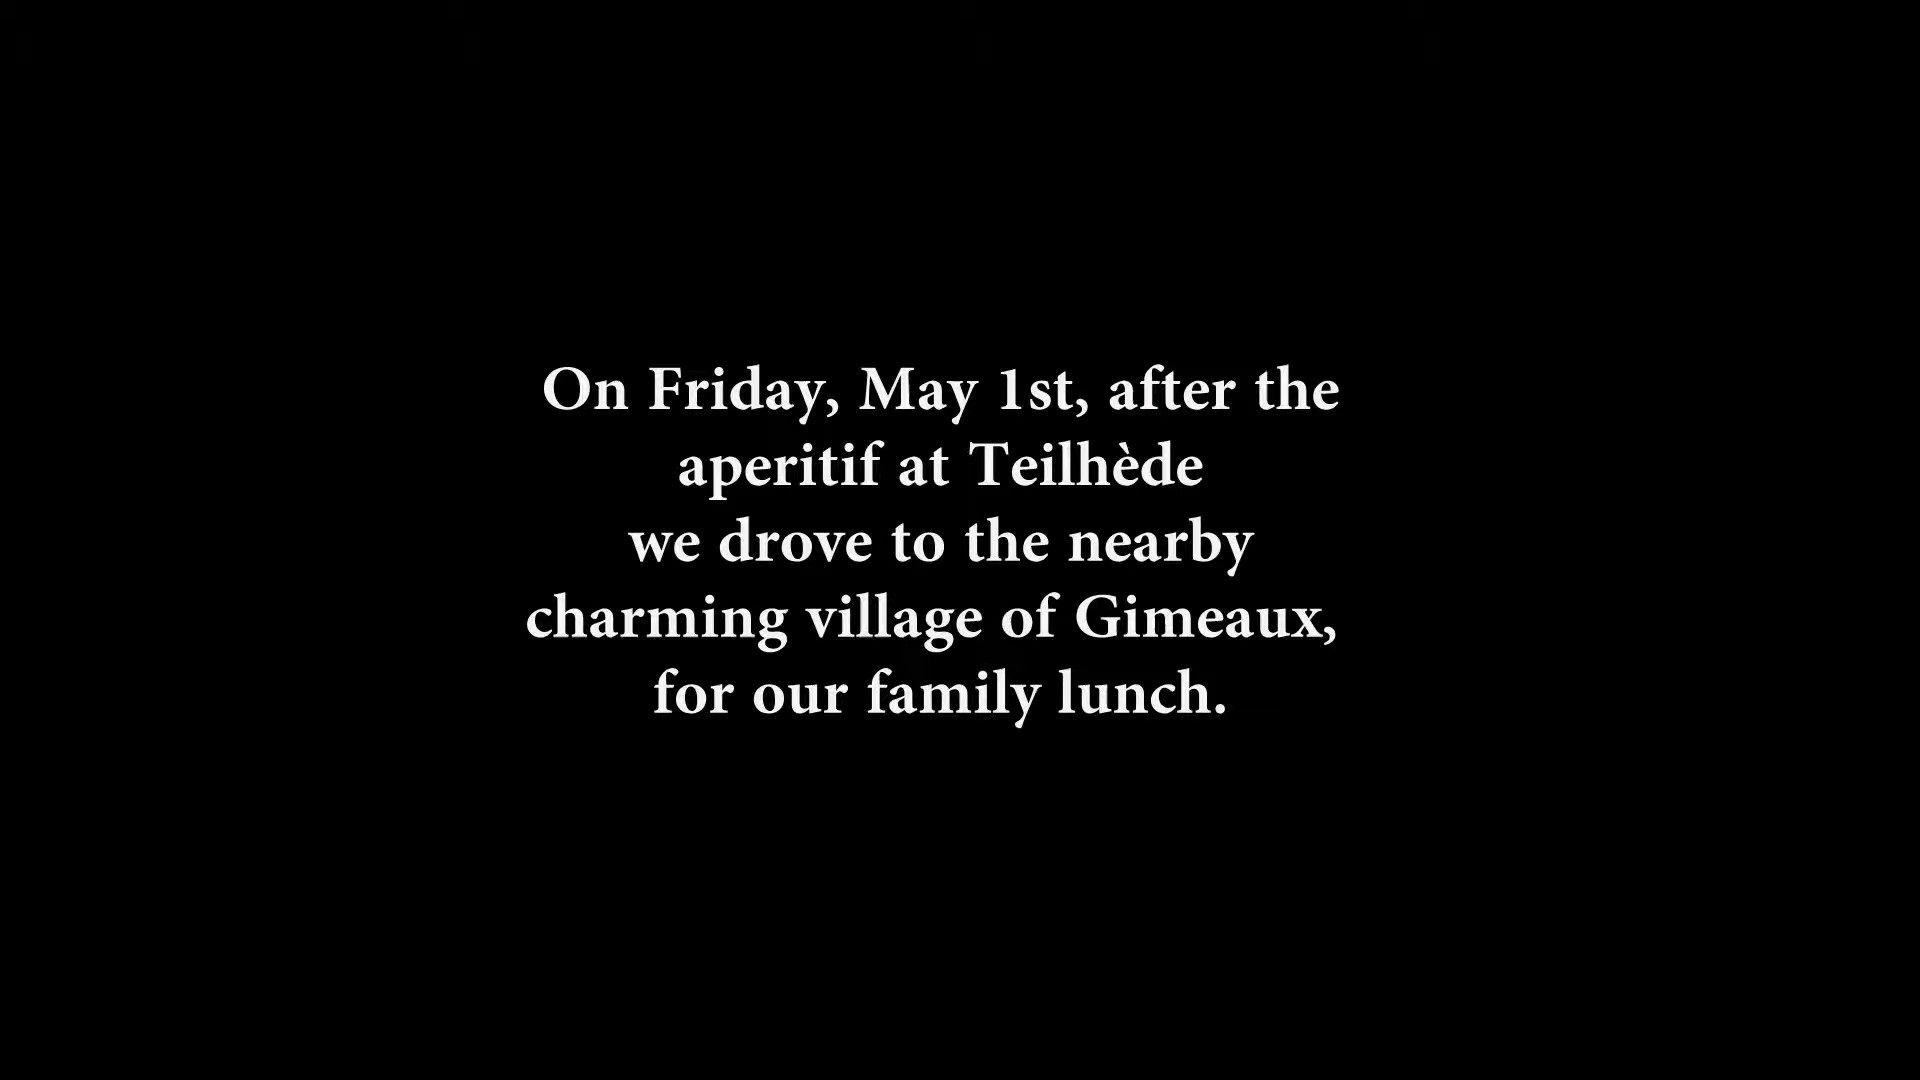 On Friday, May 1st, after the
aperitif at Teilhède
we drove to the nearby
charming village of Gimeaux,
for our family lunch.